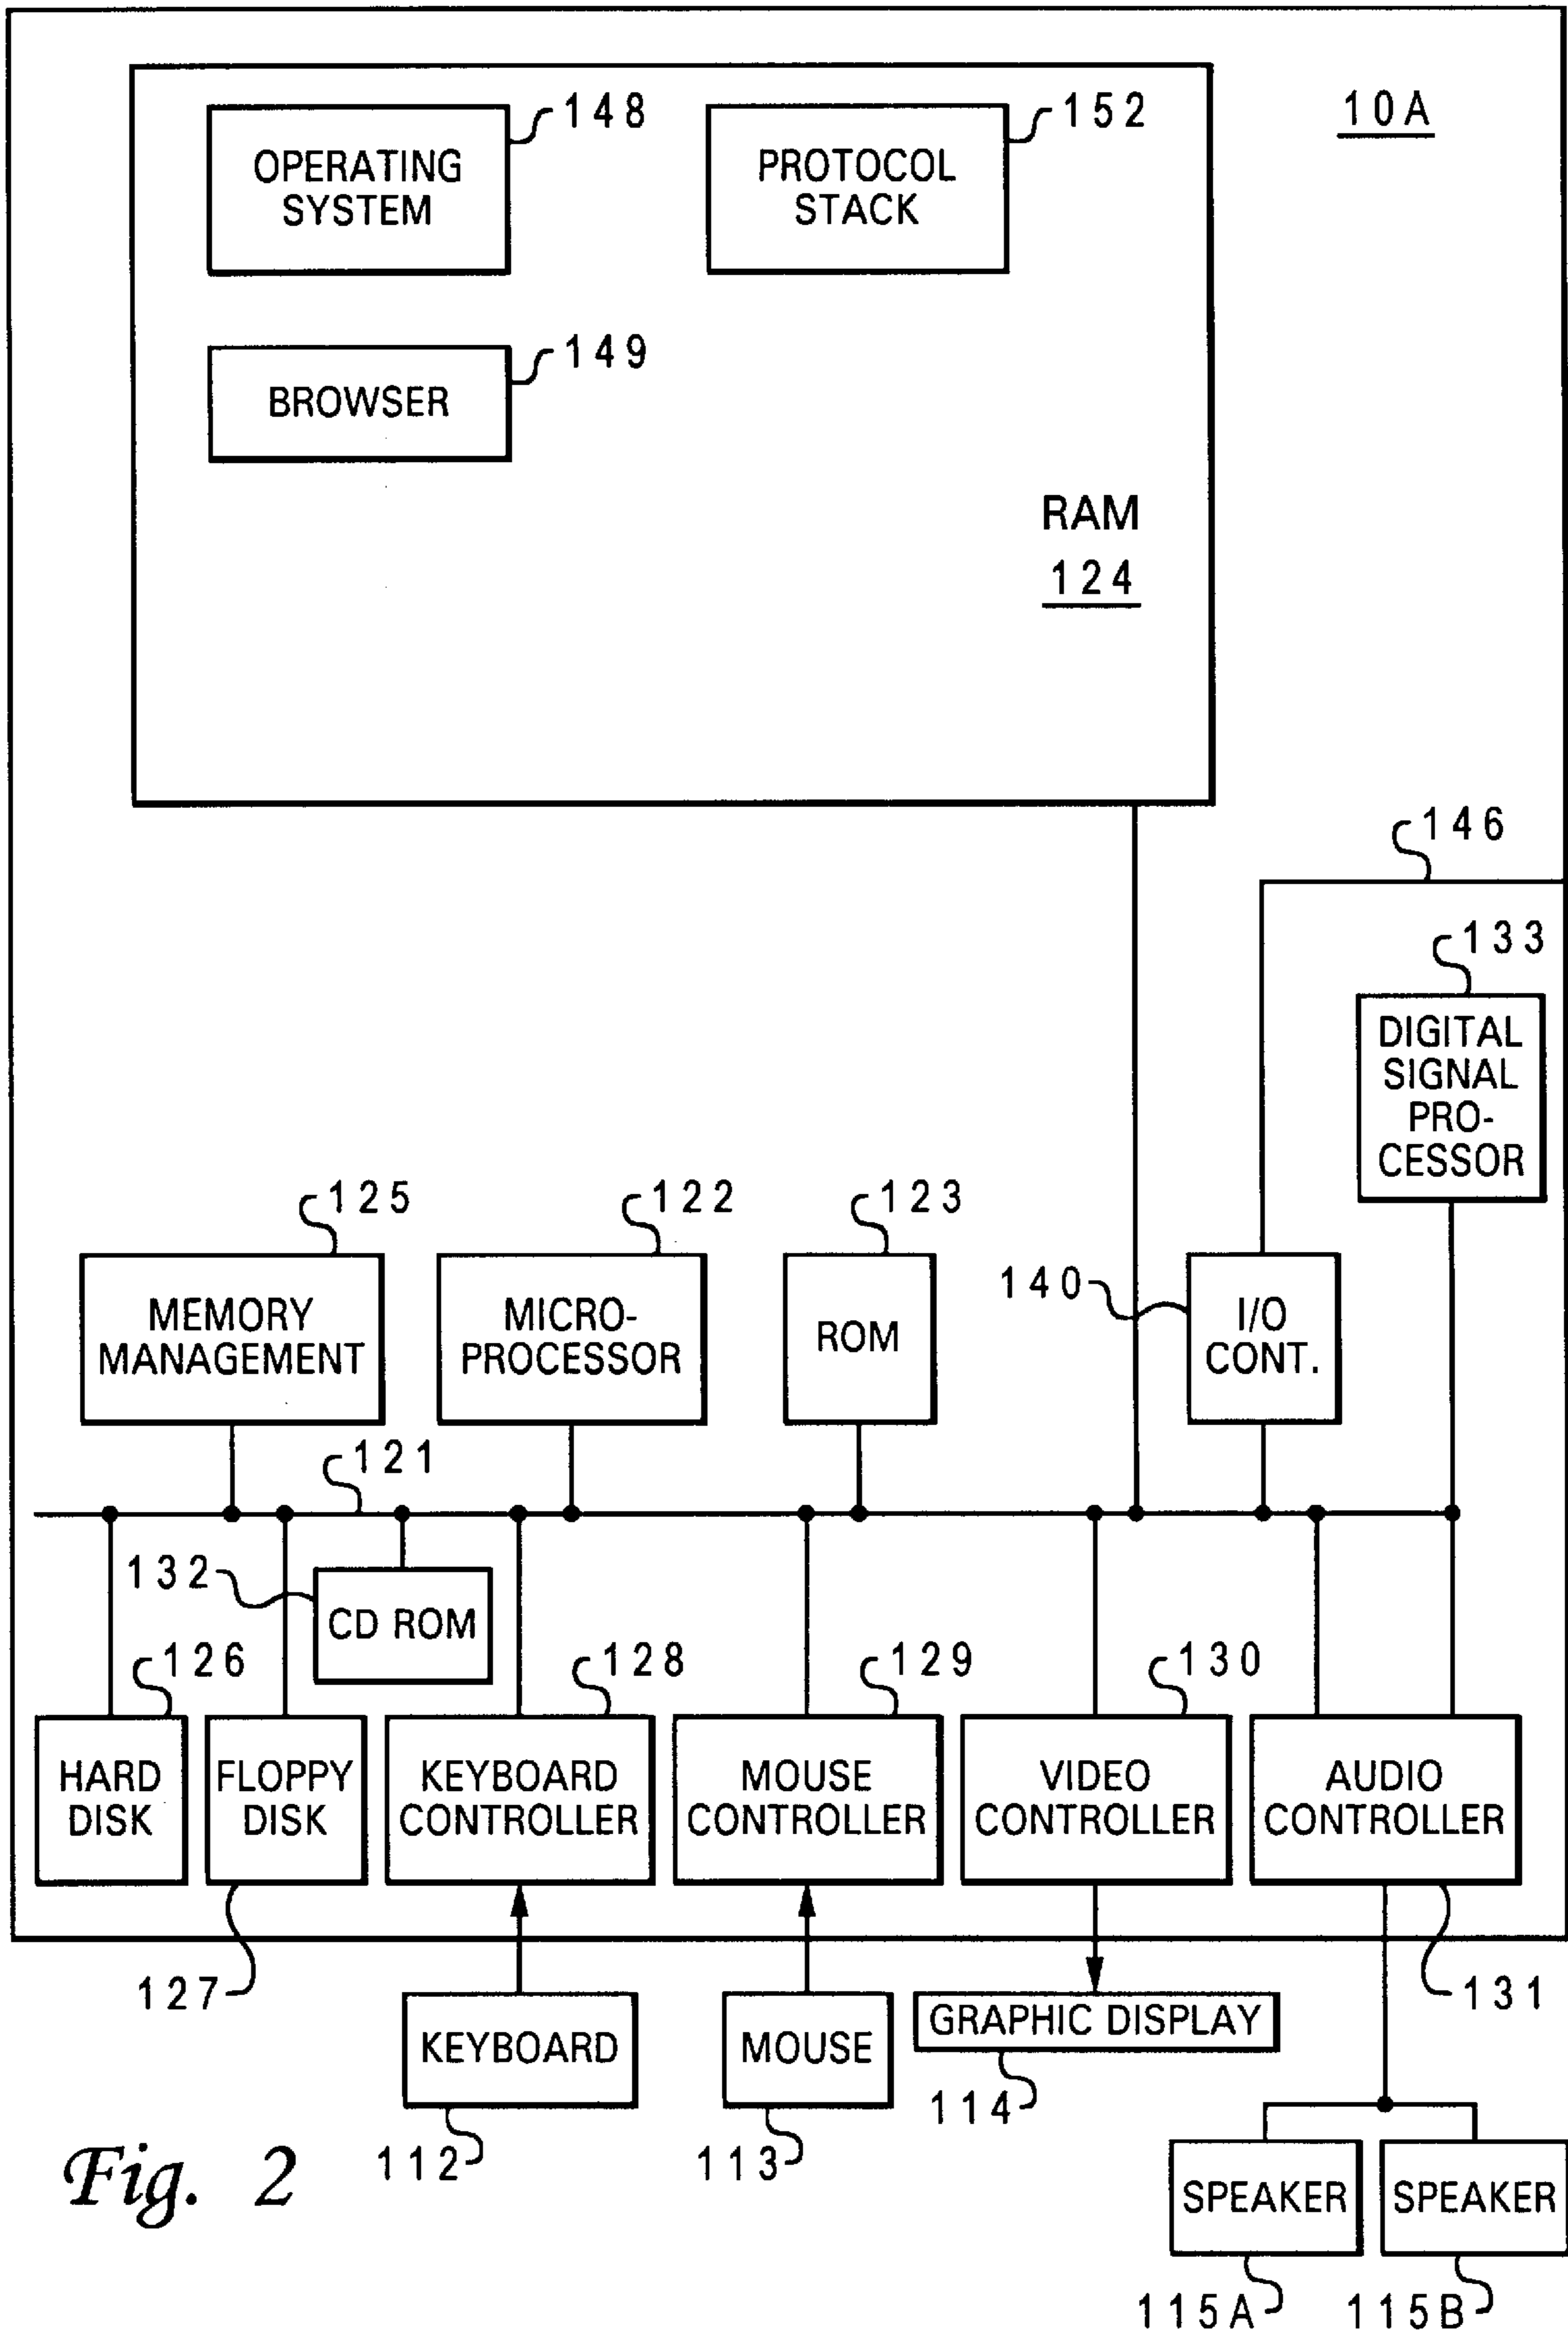 10A
148
OPERATING
SYSTEM
152
PROTOCOL
STACK
149
BROWSER
RAM
124
146
133
DIGITAL
SIGNAL
PRO-
CESSOR
125
MEMORY
MANAGEMENT
122
MICRO-
PROCESSOR
123
ROM
140
I/O
CONT.
121
132
CD ROM
126
HARD
DISK
127
FLOPPY
DISK
128
KEYBOARD
CONTROLLER
129
MOUSE
CONTROLLER
130
VIDEO
CONTROLLER
131
AUDIO
CONTROLLER
KEYBOARD
112
MOUSE
113
GRAPHIC DISPLAY
114
SPEAKER
115A
SPEAKER
115B
Fig. 2